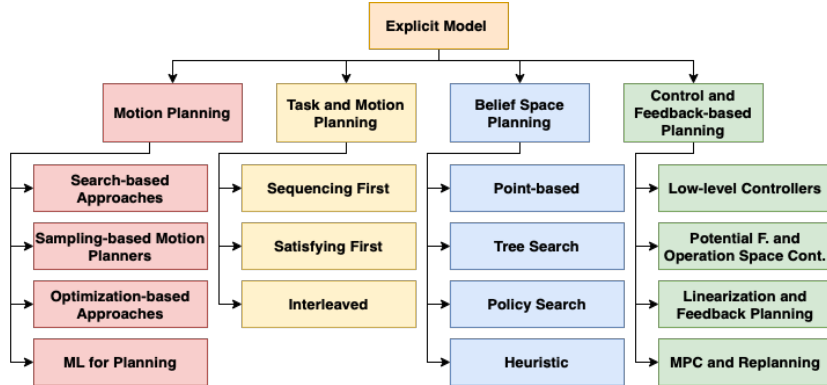 Explicit Model
Motion Planning
Task and Motion
Planning
Belief Space
Planning
Control and
Feedback-based
Planning
Search-based
Approaches
Sampling-based Motion
Planners
Optimization-based
Approaches
ML for Planning
Sequencing First
Satisfying First
Interleaved
Point-based
Tree Search
Policy Search
Heuristic
Low-level Controllers
Potential F. and
Operation Space Cont.
Linearization and
Feedback Planning
MPC and Replanning